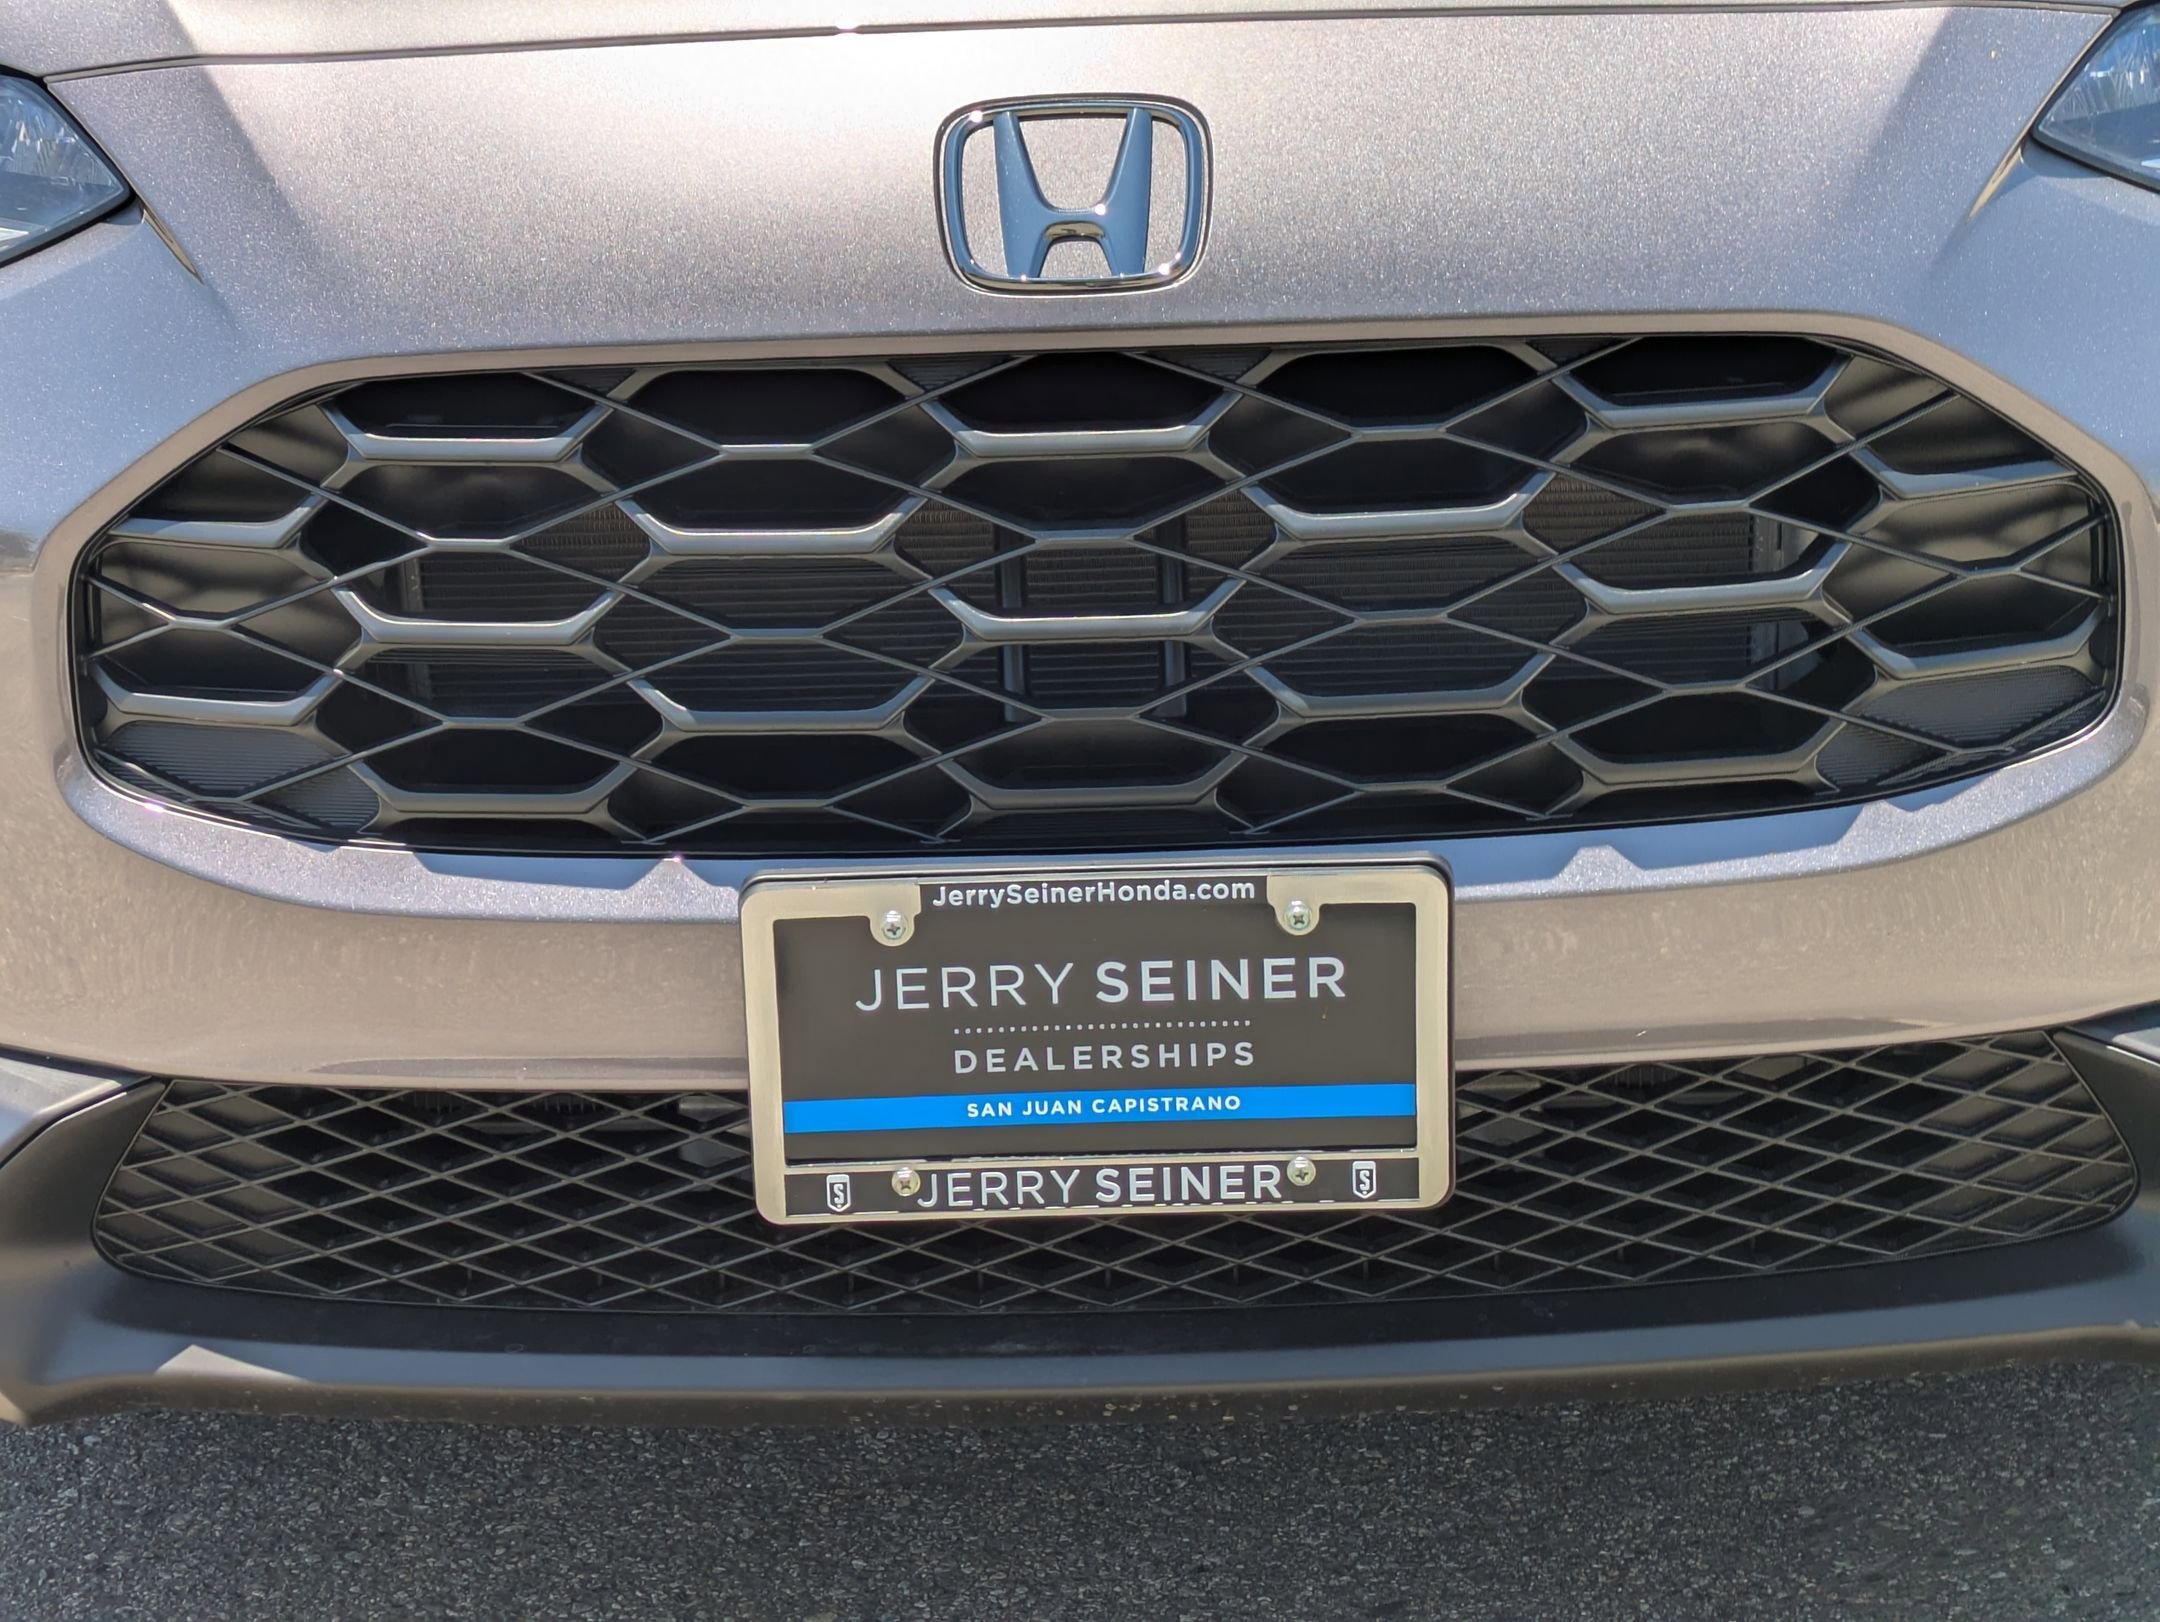 JerrySeinerHonda.com
JERRY SEINER
DEALERSHIPS
SAN JUAN CAPISTRANO
S JERRY SEINER S